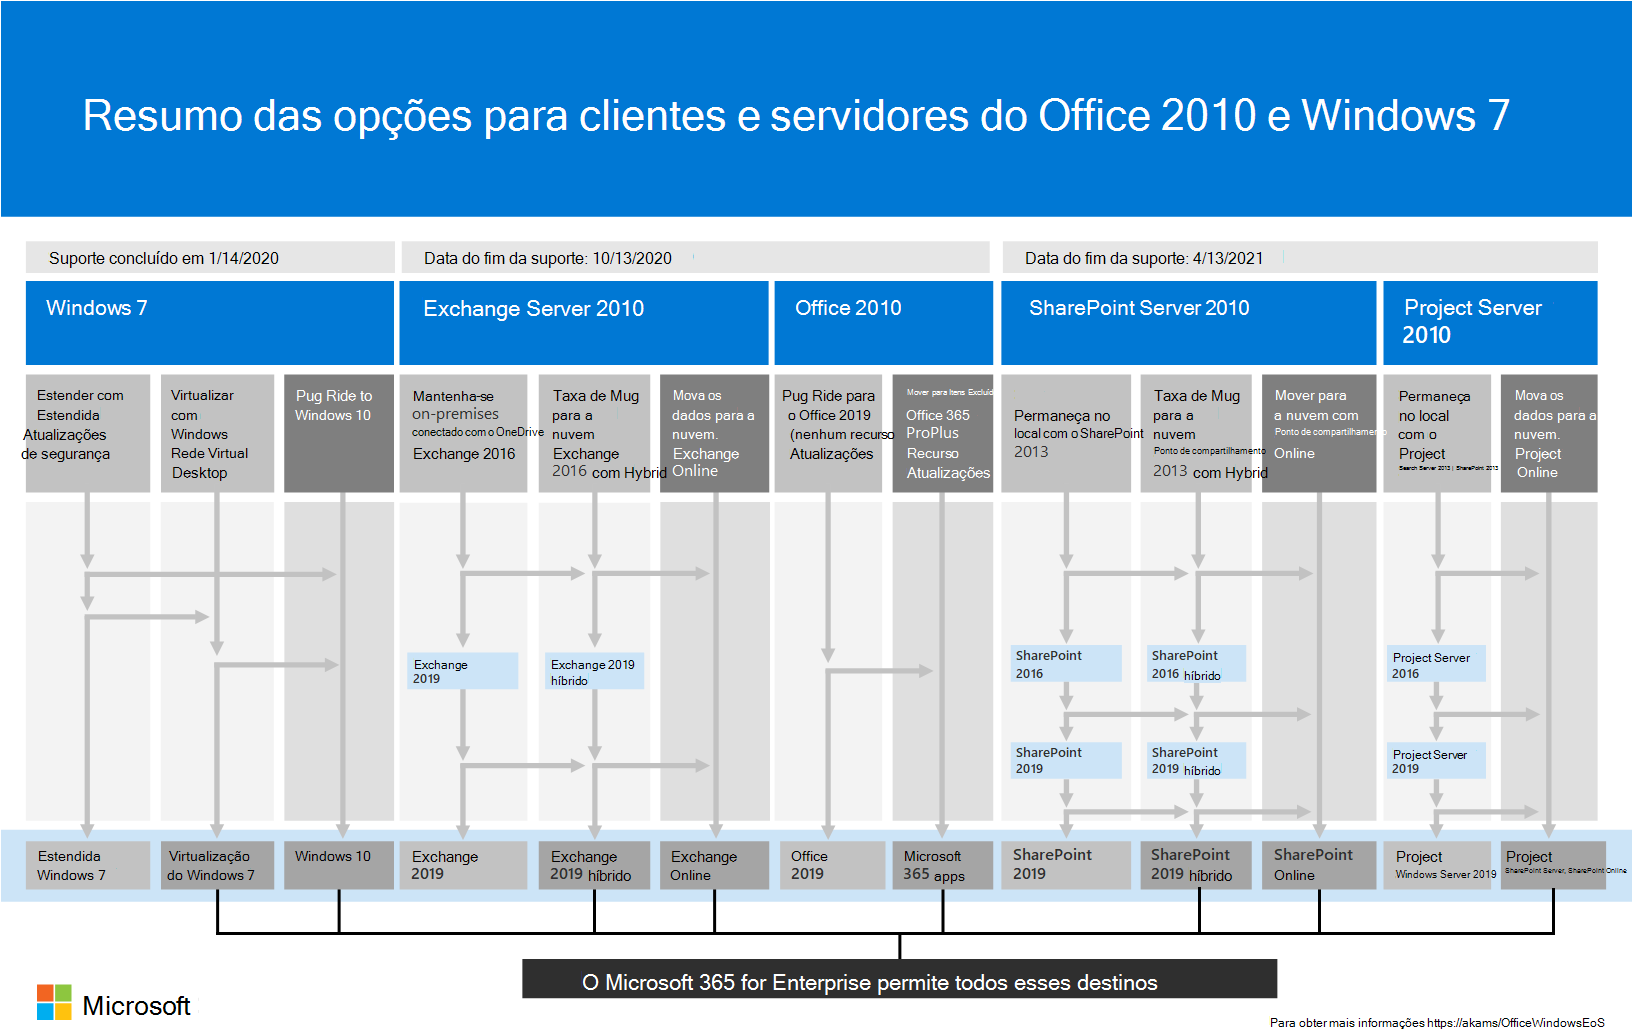 Resumo das opções para clientes e servidores do Office 2010 e Windows 7
Suporte concluído em 1/14/2020
Data do fim da suporte: 10/13/2020
Data do fim da suporte: 4/13/2021
Windows 7
Exchange Server 2010
Office 2010
SharePoint Server 2010
Project Server
2010
Estender com
Estendida
Atualizações
de segurança
Virtualizar
com
Windows
Rede Virtual
Desktop
Pug Ride to
Windows 10
Mantenha-se
on-premises
conectado com o OneDrive
Exchange 2016
Taxa de Mug
para a
nuvem
Exchange
2016 com Hybrid
Mova os
dados para a
nuvem.
Exchange
Online
Pug Ride para
o Office 2019
(nenhum recurso
Atualizações
Mover para Itens Excluíd
Office 365
ProPlus
Recurso
Atualizações
Permaneça no
local com o SharePoint
2013
Taxa de Mug
para a
nuvem
Ponto de compartilhamento
2013 com Hybrid
Mover para
a nuvem com
Ponto de compartilhamento
Online
Permaneça
no local
com o
Project
Search Server 2013 | SharePoint 2013
Mova os
dados para a
nuvem.
Project
Online
Exchange
2019
Exchange 2019
híbrido
SharePoint
2016
SharePoint
2016 híbrido
Project Server
2016
SharePoint
2019
SharePoint
2019 híbrido
Project Server
2019
Estendida
Windows 7
Virtualização
do Windows 7
Windows 10
Exchange
2019
Exchange
2019 híbrido
Exchange
Online
Office
2019
Microsoft
365 apps
SharePoint
2019
SharePoint
2019 híbrido
SharePoint
Online
Project
Windows Server 2019
Project
SharePoint Server, SharePoint Online
O Microsoft 365 for Enterprise permite todos esses destinos
Microsoft
Para obter mais informações https://akams/OfficeWindowsEoS